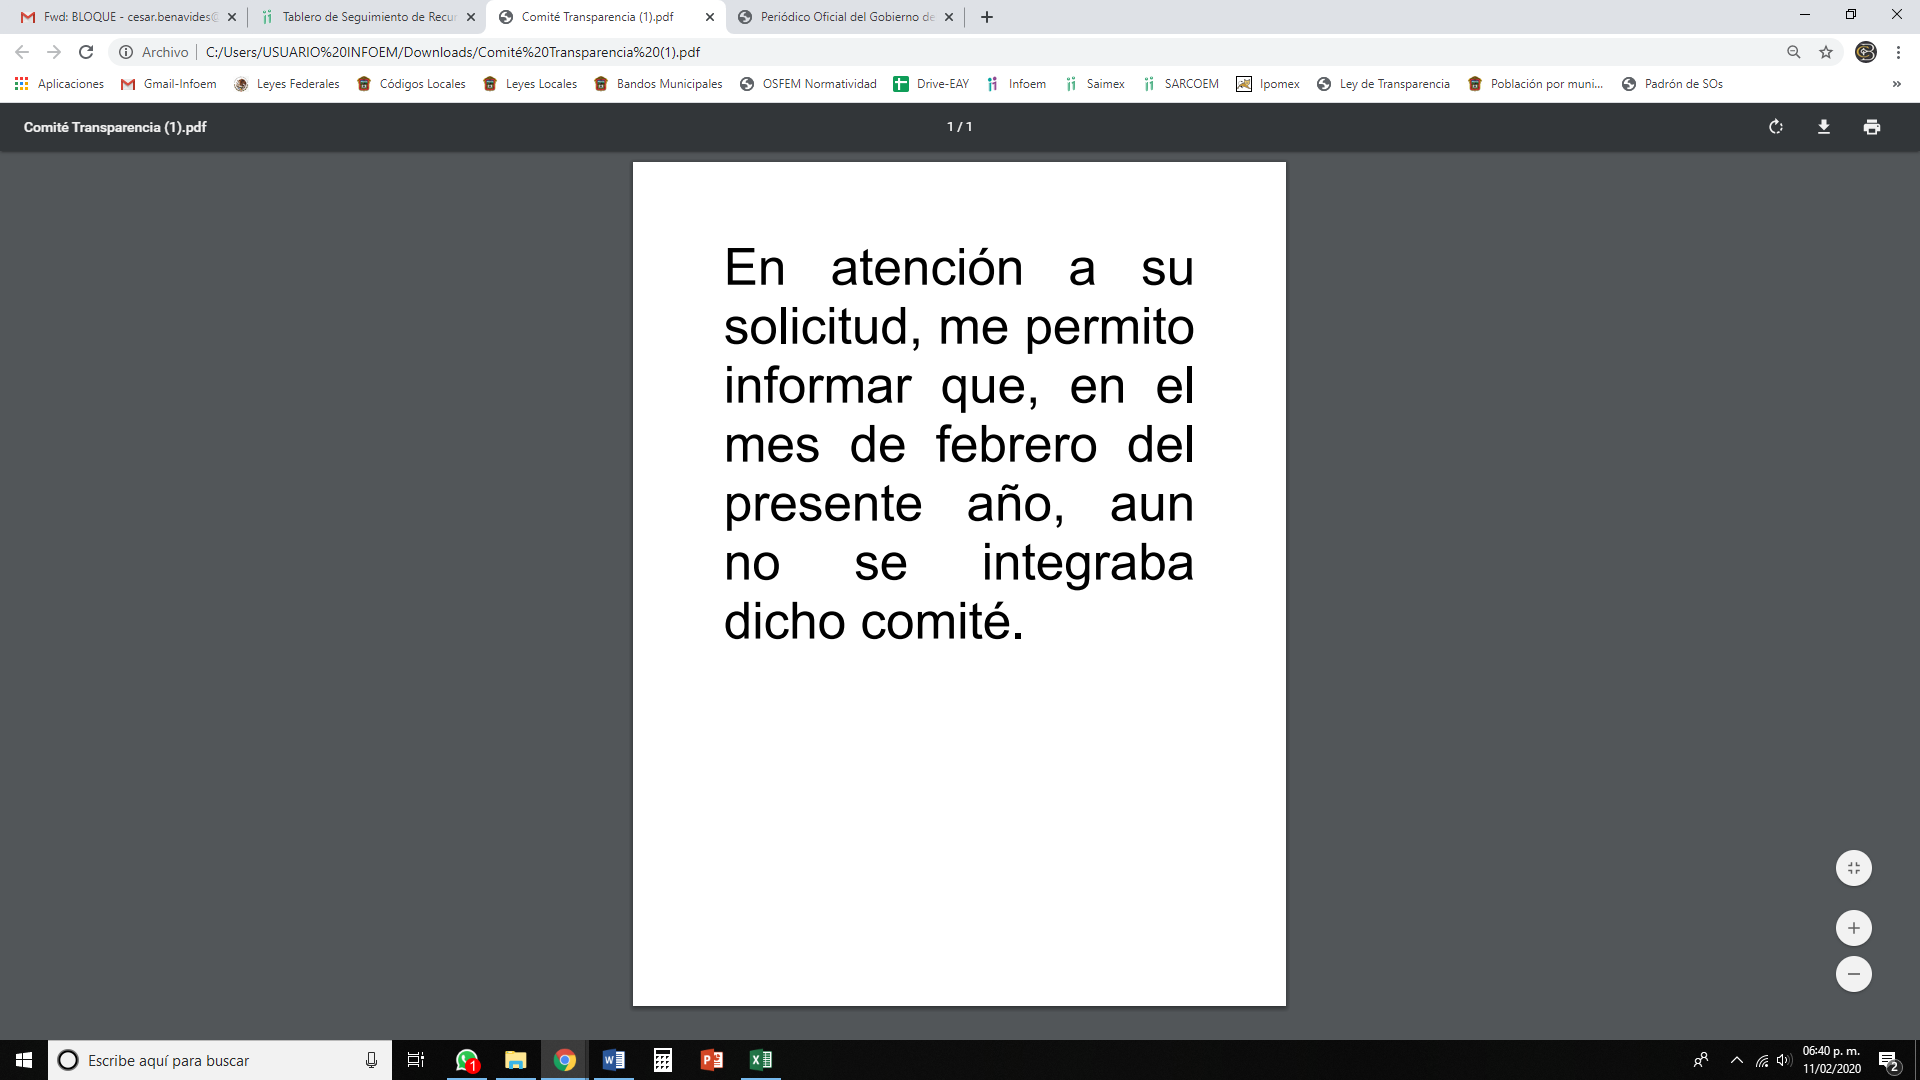 Fwd: BLOQUE - cesar.benavides@
Tablero de Seguimiento de Recur
Comité Transparencia (1).pdf
Periódico Oficial del Gobierno de
Archivo
C:/Users/USUARIO%20INFOEM/Downloads/Comité%20Transparencia%20(1).pdf
Aplicaciones
Gmail-Infoem
Leyes Federales
Códigos Locales
Leyes Locales
Bandos Municipales
OSFEM Normatividad
Drive-EAY
Infoem
Saimex
SARCOEM
Ipomex
Ley de Transparencia
Población por muni...
Padrón de SOs
»
Comité Transparencia (1).pdf
1 / 1
En atención a su
solicitud, me permito
informar que, en el
mes de febrero del
presente año, aun
no se integraba
dicho comité.
Escribe aquí para buscar
1
06:40 p. m.
11/02/2020
2